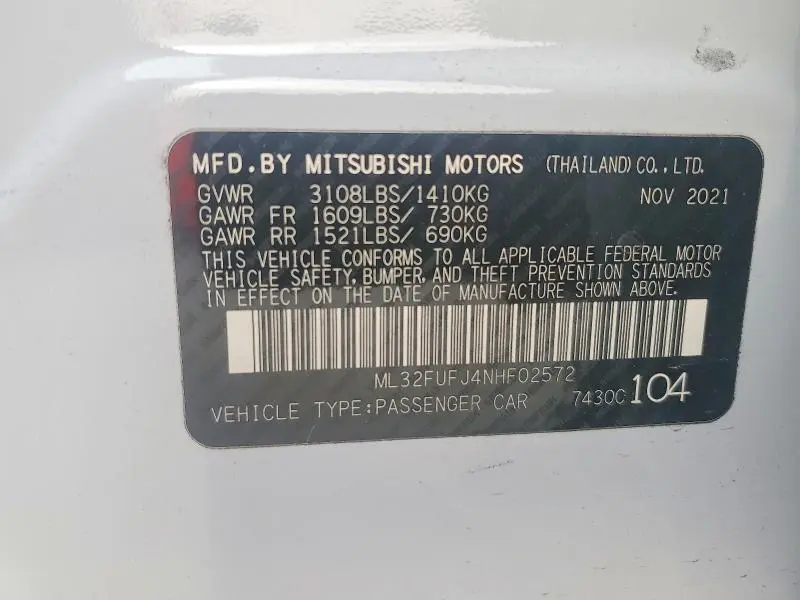 MFD.BY MITSUBISHI MOTORS (THAILAND) CO.,LTD.
GVWR 3108LBS/1410KG NOV 2021
GAWR FR 1609LBS/ 730KG
GAWR RR 1521LBS/ 690KG
THIS VEHICLE CONFORMS TO ALL APPLICABLE FEDERAL MOTOR
VEHICLE SAFETY, BUMPER, AND THEFT PREVENTION STANDARDS
IN EFFECT ON THE DATE OF MANUFACTURE SHOWN ABOVE.
ML32FUFJ4NHF02572
VEHICLE TYPE:PASSENGER CAR 7430C 104